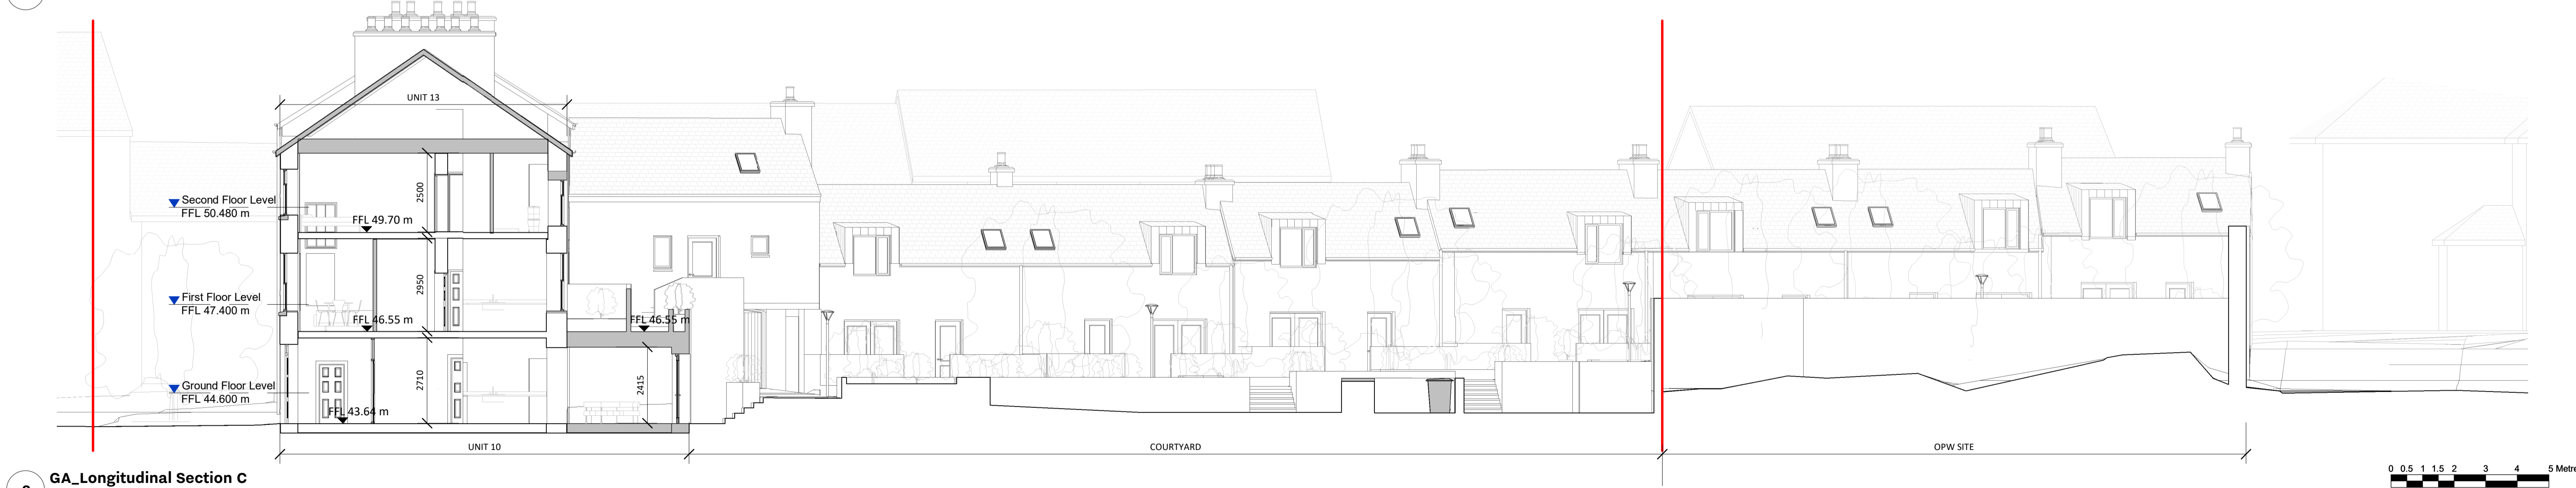 UNIT 13
2500
Second Floor Level
FFL 50.480 m
FFL 49.70 m
2950
First Floor Level
FFL 47.400 m
FFL 46.55 m
FFL 46.55 m
2710
2415
Ground Floor Level
FFL 44.600 m
FFL 43.64 m
UNIT 10
COURTYARD
OPW SITE
GA_Longitudinal Section C
0 0.5 1 1.5 2 3 4 5 Metre